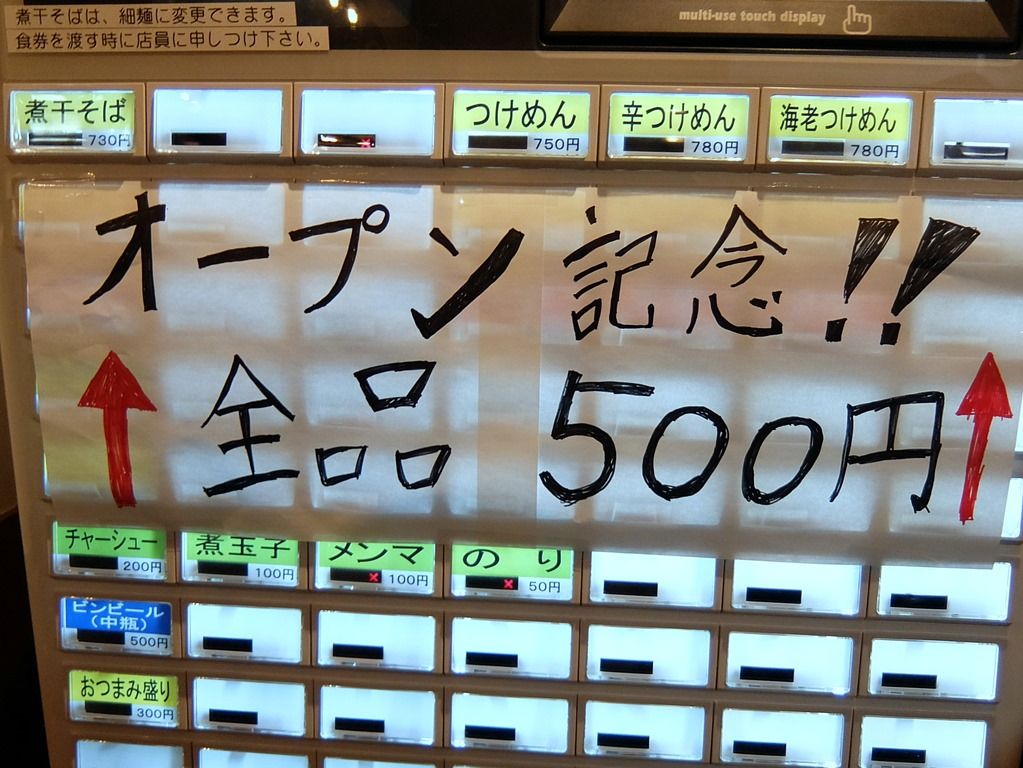 煮干そばは、細麺に変更できます。
食券を渡す時に店員に申しつけ下さい。
multi-use touch display
煮干そば
730円
つけめん
750円
辛つけめん
780円
海老つけめん
780円
オープン記念!!
全品 500円
チャーシュー
200円
煮玉子
100円
メンマ
100円
のり
50円
ビンビール
(中瓶)
500円
おつまみ盛り
300円